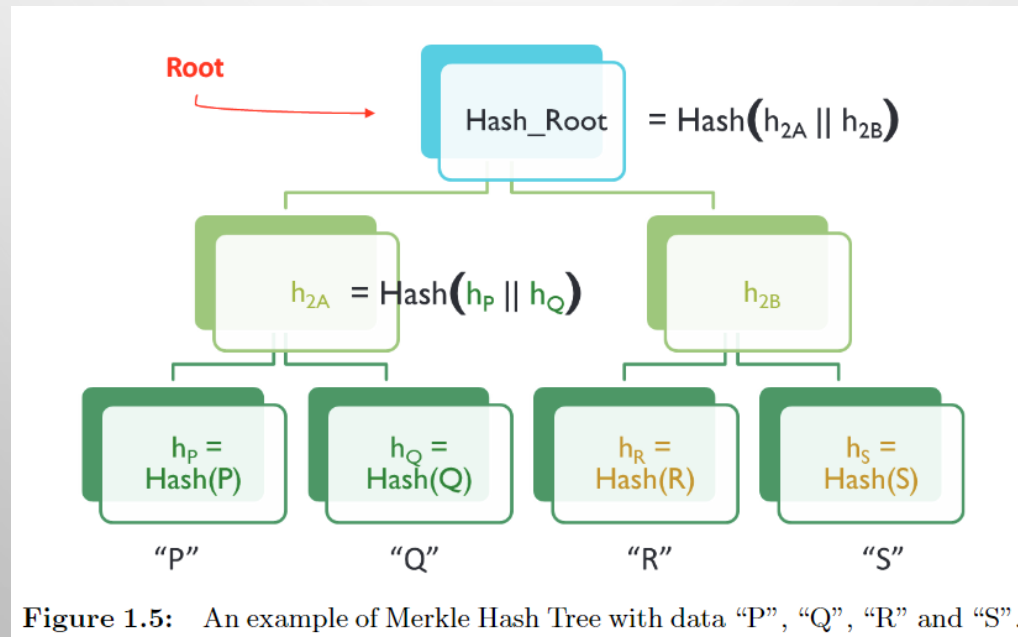 Root
Hash_Root = Hash(h₂A || h₂B)
h₂A = Hash(hP || hQ)
h₂B
hP =
Hash(P)
hQ =
Hash(Q)
hR =
Hash(R)
hS =
Hash(S)
“P” “Q” “R” “S”
Figure 1.5: An example of Merkle Hash Tree with data “P”, “Q”, “R” and “S”.